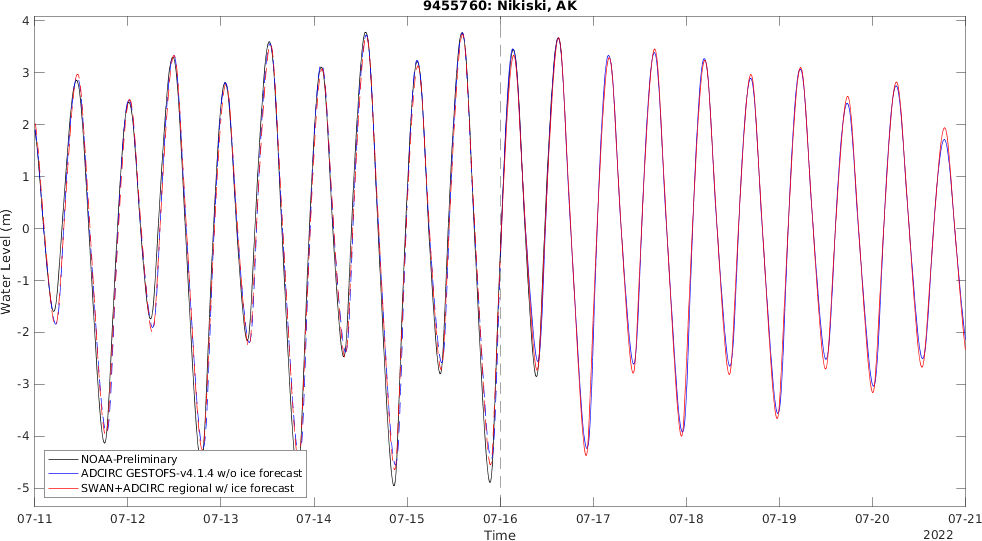 9455760: Nikiski, AK
4
3
2
1
0
-1
-2
-3
-4
-5
Water Level (m)
NOAA-Preliminary
ADCIRC GESTOFS-v4.1.4 w/o ice forecast
SWAN+ADCIRC regional w/ ice forecast
07-11 07-12 07-13 07-14 07-15 07-16 07-17 07-18 07-19 07-20 07-21
Time
2022